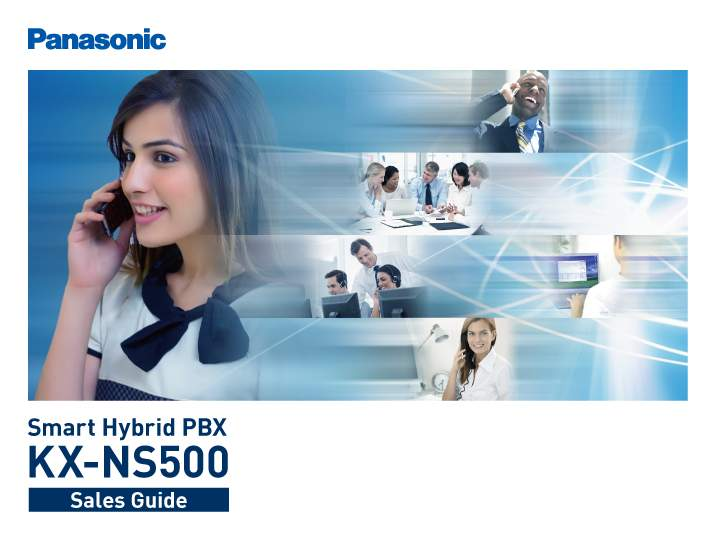 Panasonic
Smart Hybrid PBX
KX-NS500
Sales Guide